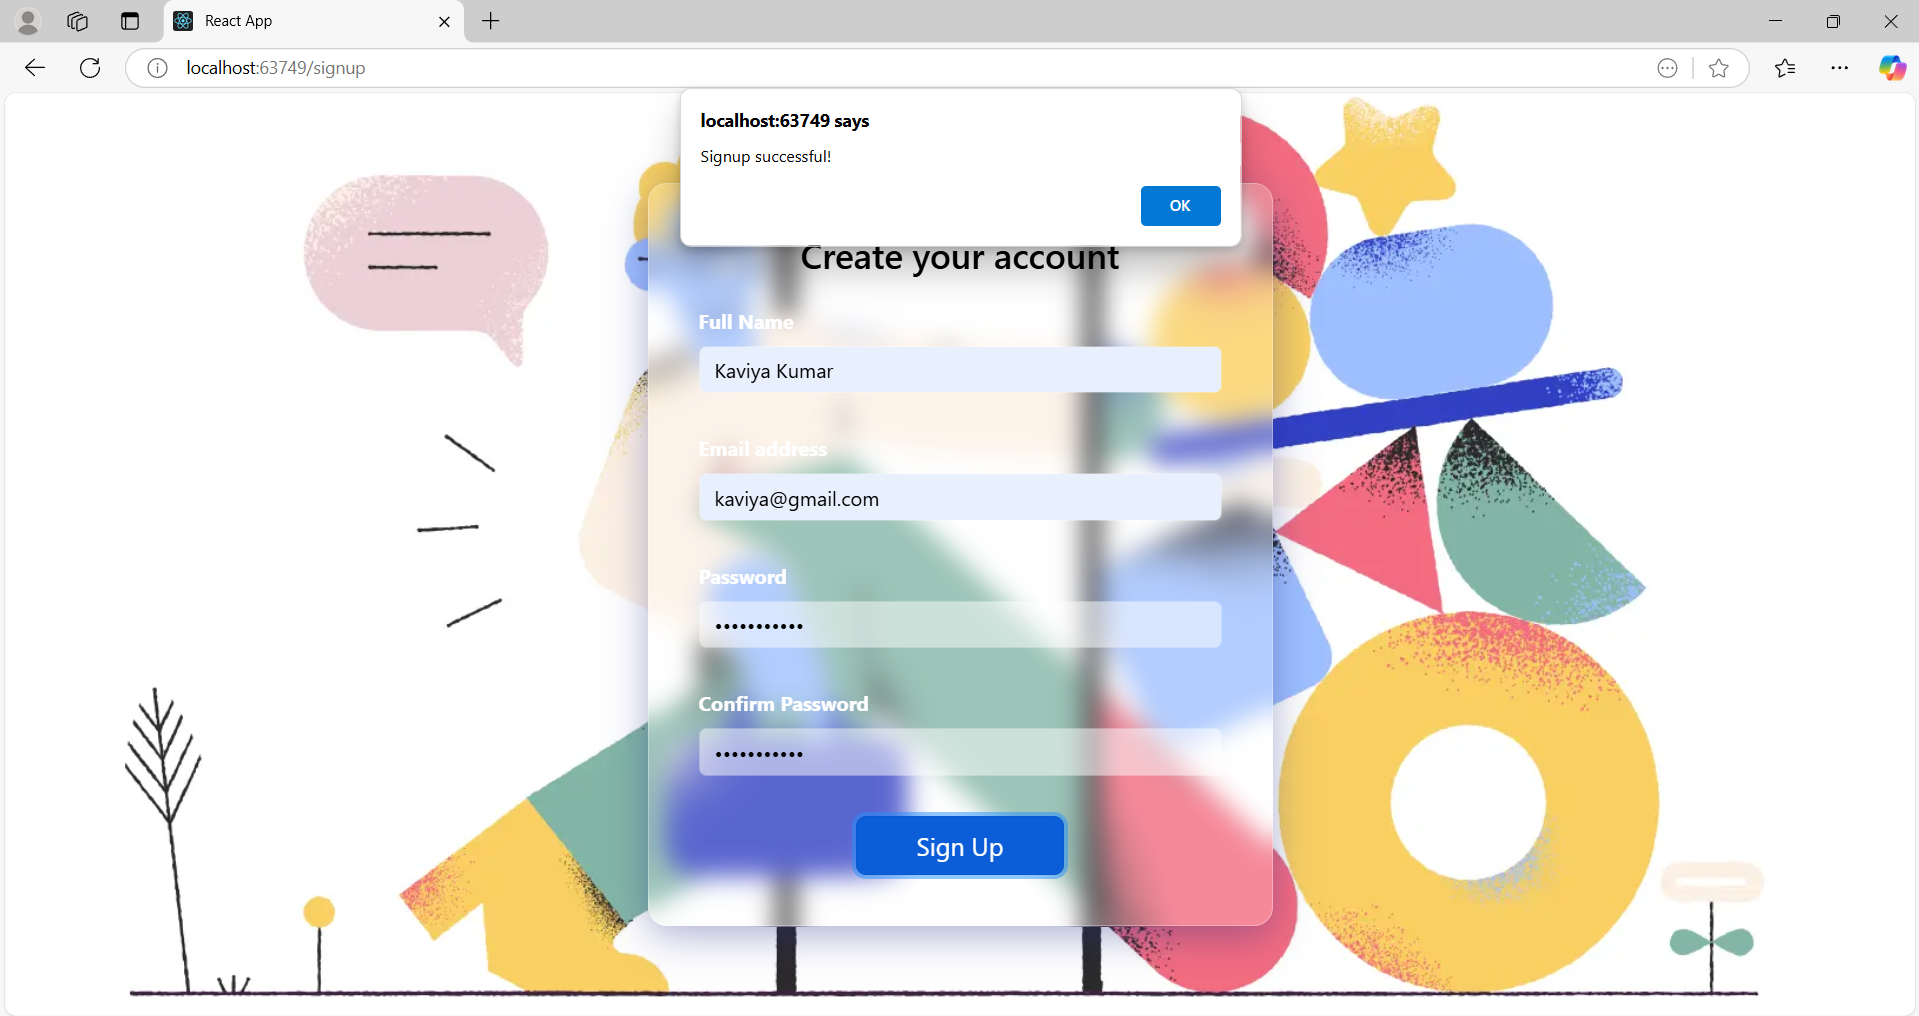 React App
localhost:63749/signup
localhost:63749 says
Signup successful!
OK
Create your account
Full Name
Kaviya Kumar
Email address
kaviya@gmail.com
Password
•••••••••••
Confirm Password
•••••••••••
Sign Up